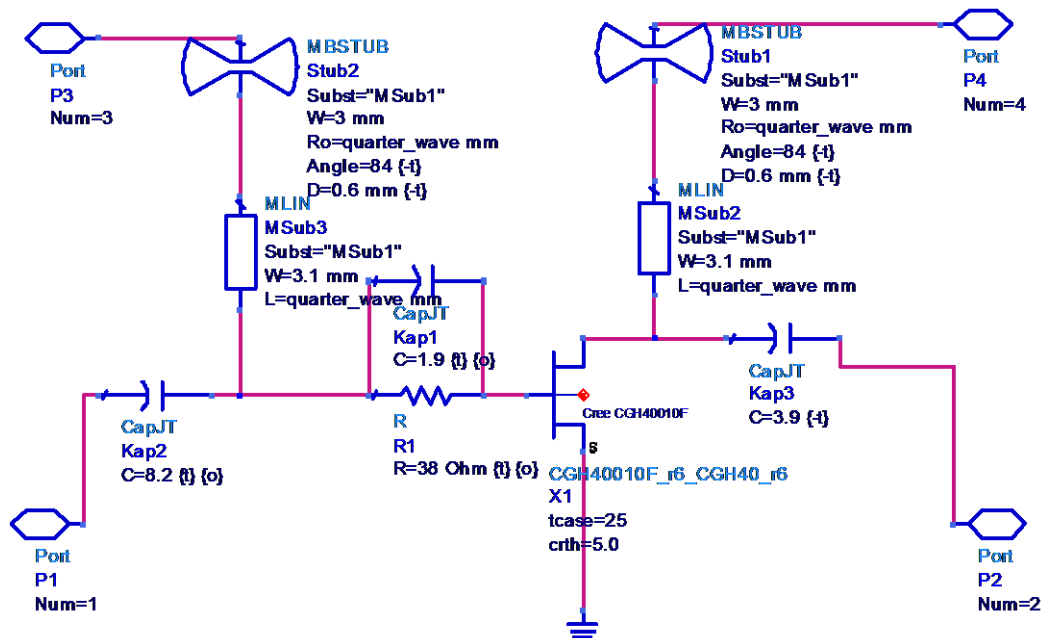 MBSTUB
Stub2
Subst="MSub1"
W=3 mm
Ro=quarter_wave mm
Angle=84 {-t}
D=0.6 mm {-t}
Port
P3
Num=3
MBSTUB
Stub1
Subst="MSub1"
W=3 mm
Ro=quarter_wave mm
Angle=84 {-t}
D=0.6 mm {-t}
Port
P4
Num=4
MLIN
MSub3
Subst="MSub1"
W=3.1 mm
L=quarter_wave mm
MLIN
MSub2
Subst="MSub1"
W=3.1 mm
L=quarter_wave mm
CapJT
Kap1
C=1.9 {t} {o}
CapJT
Kap3
C=3.9 {-t}
CapJT
Kap2
C=8.2 {t} {o}
R
R1
R=38 Ohm {t} {o}
Cree CGH40010F
S
CGH40010F_r6_CGH40_r6
X1
tcase=25
crth=5.0
Port
P1
Num=1
Port
P2
Num=2